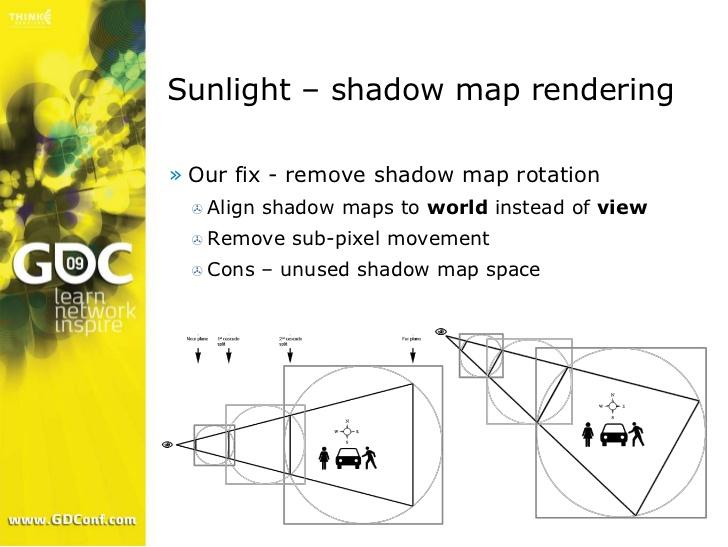 THINK
SERVICES
Sunlight – shadow map rendering
» Our fix - remove shadow map rotation
Align shadow maps to world instead of view
Remove sub-pixel movement
Cons – unused shadow map space
GDC
09
learn
network
inspire
www.GDConf.com
Near plane
1st cascade
split
2nd cascade
split
Far plane
N
W E
S
N
W E
S